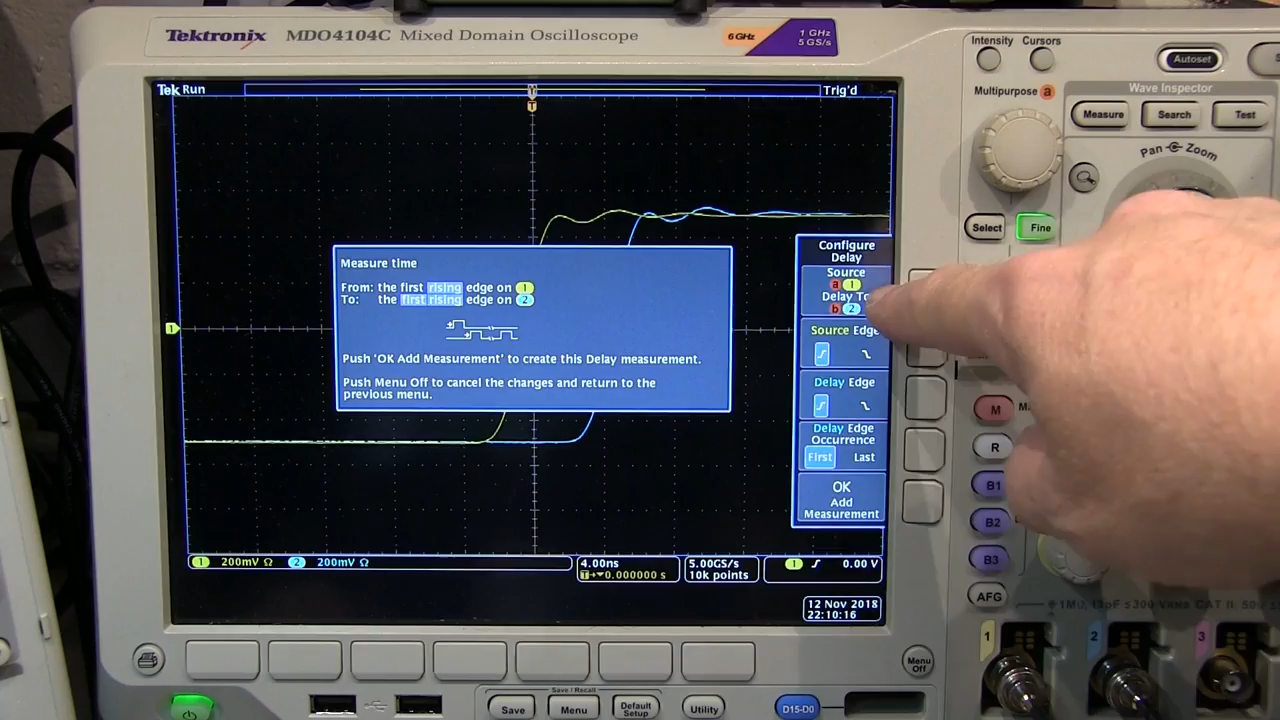 Tektronix MDO4104C Mixed Domain Oscilloscope
6 GHz
1 GHz
5 GS/s
Intensity Cursors
Autoset
Multipurpose a
Wave Inspector
Measure Search Test
Pan Zoom
Select Fine
Tek Run
Trig'd
T
T
1
Measure time
From: the first rising edge on 1
To: the first rising edge on 2
Push 'OK Add Measurement' to create this Delay measurement.
Push Menu Off to cancel the changes and return to the
previous menu.
Configure
Delay
Source
a 1
Delay To
b 2
Source Edge
Delay Edge
Delay Edge
Occurrence
First Last
OK
Add
Measurement
1 200mV Ω 2 200mV Ω
4.00ns
T→▼0.000000 s
5.00GS/s
10k points
1 0.00 V
12 Nov 2018
22:10:16
M
R
B1
B2
B3
AFG
1 2 3
Menu
Off
Save / Recall
Save Menu Default
Setup Utility
D15-D0